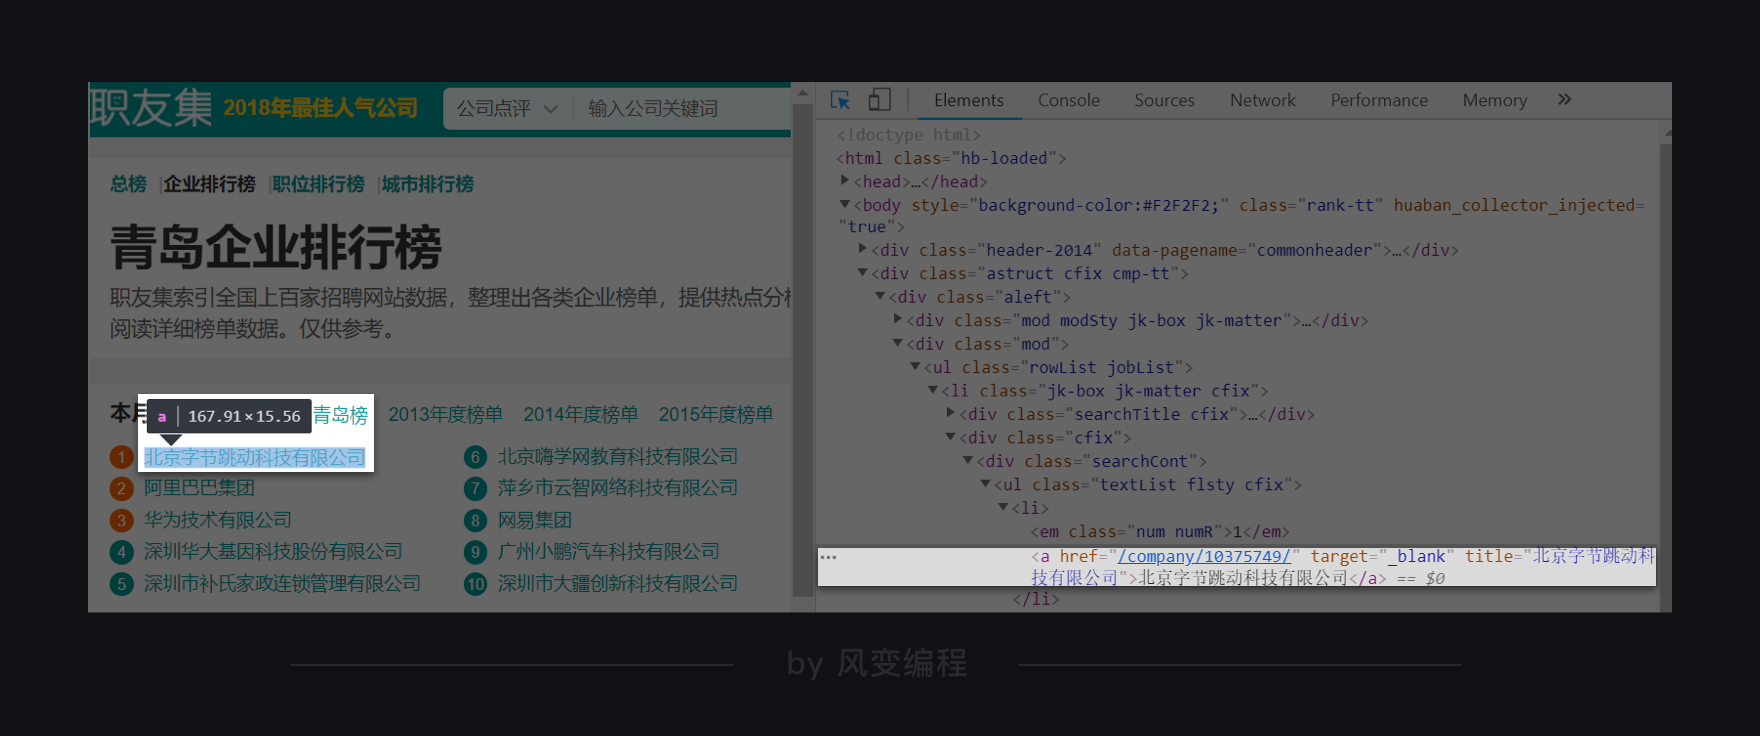 职友集 2018年最佳人气公司 公司点评 输入公司关键词
总榜 |企业排行榜 |职位排行榜 |城市排行榜
青岛企业排行榜
职友集索引全国上百家招聘网站数据，整理出各类企业榜单，提供热点分
阅读详细榜单数据。仅供参考。
本月 青岛榜 2013年度榜单 2014年度榜单 2015年度榜单
a | 167.91×15.56
1 北京字节跳动科技有限公司
2 阿里巴巴集团
3 华为技术有限公司
4 深圳华大基因科技股份有限公司
5 深圳市补氏家政连锁管理有限公司
6 北京嗨学网教育科技有限公司
7 萍乡市云智网络科技有限公司
8 网易集团
9 广州小鹏汽车科技有限公司
10 深圳市大疆创新科技有限公司
Elements Console Sources Network Performance Memory »
<!doctype html>
<html class="hb-loaded">
<head>…</head>
<body style="background-color:#F2F2F2;" class="rank-tt" huaban_collector_injected=
"true">
<div class="header-2014" data-pagename="commonheader">…</div>
<div class="astruct cfix cmp-tt">
<div class="aleft">
<div class="mod modSty jk-box jk-matter">…</div>
<div class="mod">
<ul class="rowList jobList">
<li class="jk-box jk-matter cfix">
<div class="searchTitle cfix">…</div>
<div class="cfix">
<div class="searchCont">
<ul class="textList flsty cfix">
<li>
<em class="num numR">1</em>
… <a href="/company/10375749/" target="_blank" title="北京字节跳动科
技有限公司">北京字节跳动科技有限公司</a> == $0
</li>
by 风变编程